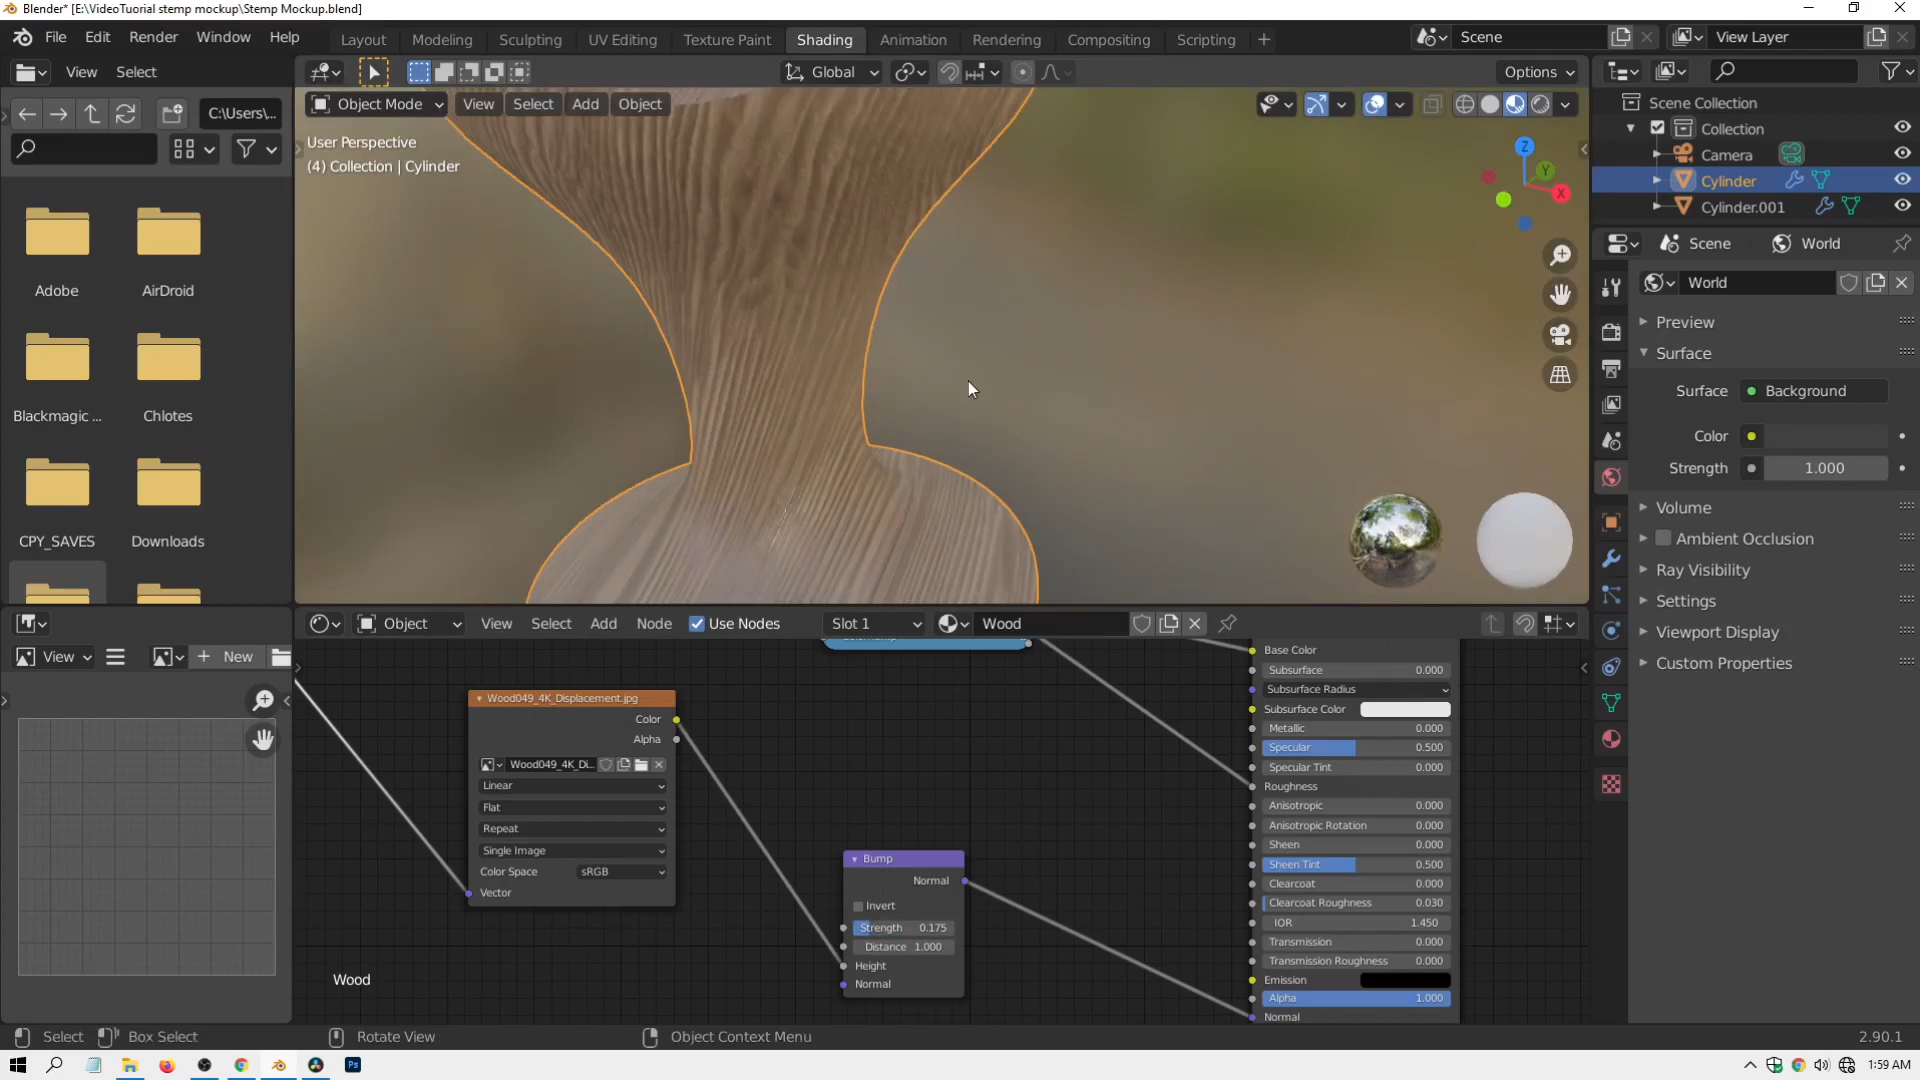 Blender* [E:\VideoTuorial stemp mockup\Stemp Mockup.blend]
File Edit Render Window Help
Layout Modeling Sculpting UV Editing Texture Paint Shading Animation Rendering Compositing Scripting +
Scene
View Layer
View Select
Global
Options
C:\Users\...
Object Mode View Select Add Object
User Perspective
(4) Collection | Cylinder
Z
Y
X
Scene Collection
Collection
Camera
Cylinder
Cylinder.001
Scene World
World
Preview
Surface
Surface Background
Color
Strength 1.000
Volume
Ambient Occlusion
Ray Visibility
Settings
Viewport Display
Custom Properties
Adobe
AirDroid
Blackmagic ...
Chlotes
CPY_SAVES
Downloads
Object View Select Add Node Use Nodes Slot 1 Wood
View New
Wood049_4K_Displacement.jpg
Color
Alpha
Wood049_4K_Di...
Linear
Flat
Repeat
Single Image
Color Space sRGB
Vector
Bump
Normal
Invert
Strength 0.175
Distance 1.000
Height
Normal
Base Color
Subsurface 0.000
Subsurface Radius
Subsurface Color
Metallic 0.000
Specular 0.500
Specular Tint 0.000
Roughness
Anisotropic 0.000
Anisotropic Rotation 0.000
Sheen 0.000
Sheen Tint 0.500
Clearcoat 0.000
Clearcoat Roughness 0.030
IOR 1.450
Transmission 0.000
Transmission Roughness 0.000
Emission
Alpha 1.000
Normal
Wood
Select Box Select Rotate View Object Context Menu 2.90.1
Ps
1:59 AM